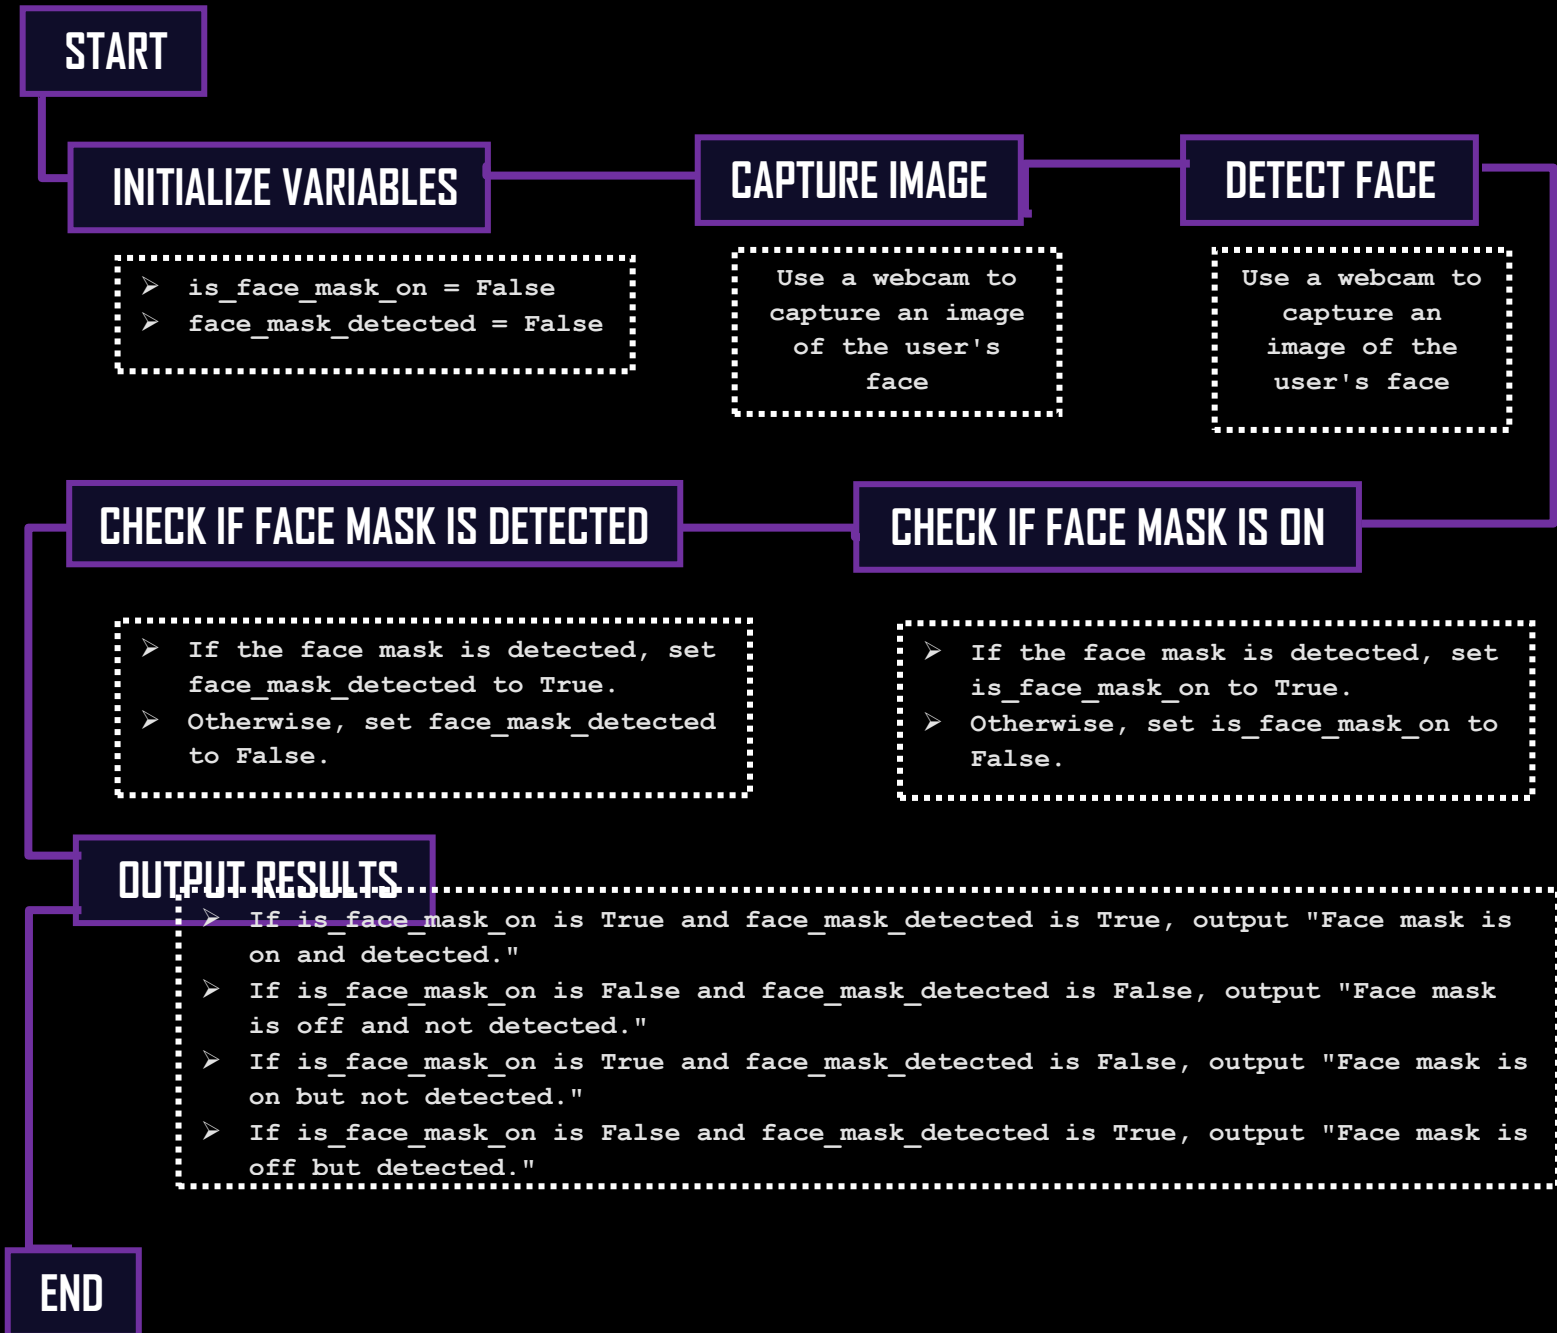 START
INITIALIZE VARIABLES
➢ is_face_mask_on = False
➢ face_mask_detected = False
CAPTURE IMAGE
Use a webcam to
capture an image
of the user's
face
DETECT FACE
Use a webcam to
capture an
image of the
user's face
CHECK IF FACE MASK IS ON
➢ If the face mask is detected, set
is_face_mask_on to True.
➢ Otherwise, set is_face_mask_on to
False.
CHECK IF FACE MASK IS DETECTED
➢ If the face mask is detected, set
face_mask_detected to True.
➢ Otherwise, set face_mask_detected
to False.
OUTPUT RESULTS
➢ If is_face_mask_on is True and face_mask_detected is True, output "Face mask is
on and detected."
➢ If is_face_mask_on is False and face_mask_detected is False, output "Face mask
is off and not detected."
➢ If is_face_mask_on is True and face_mask_detected is False, output "Face mask is
on but not detected."
➢ If is_face_mask_on is False and face_mask_detected is True, output "Face mask is
off but detected."
END